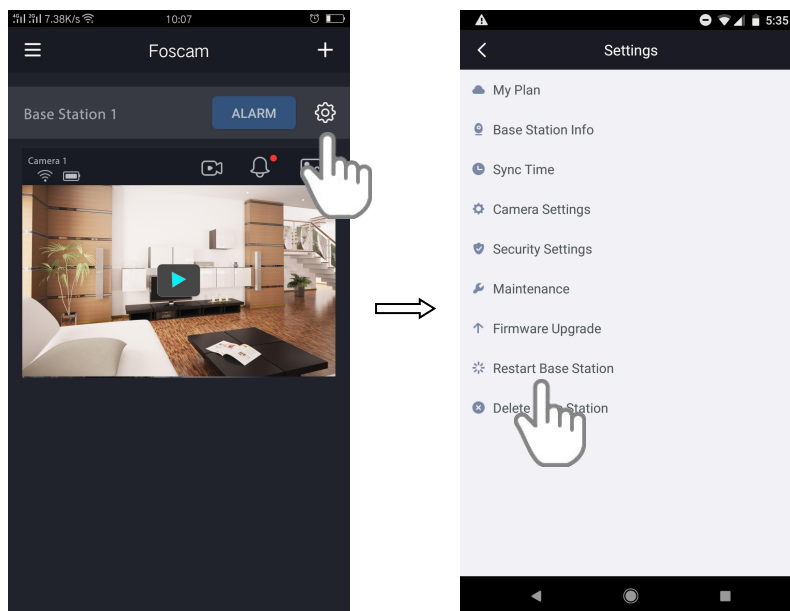 7.38K/s 10:07
Foscam
Base Station 1 ALARM
Camera 1
5:35
Settings
My Plan
Base Station Info
Sync Time
Camera Settings
Security Settings
Maintenance
Firmware Upgrade
Restart Base Station
Delete Station